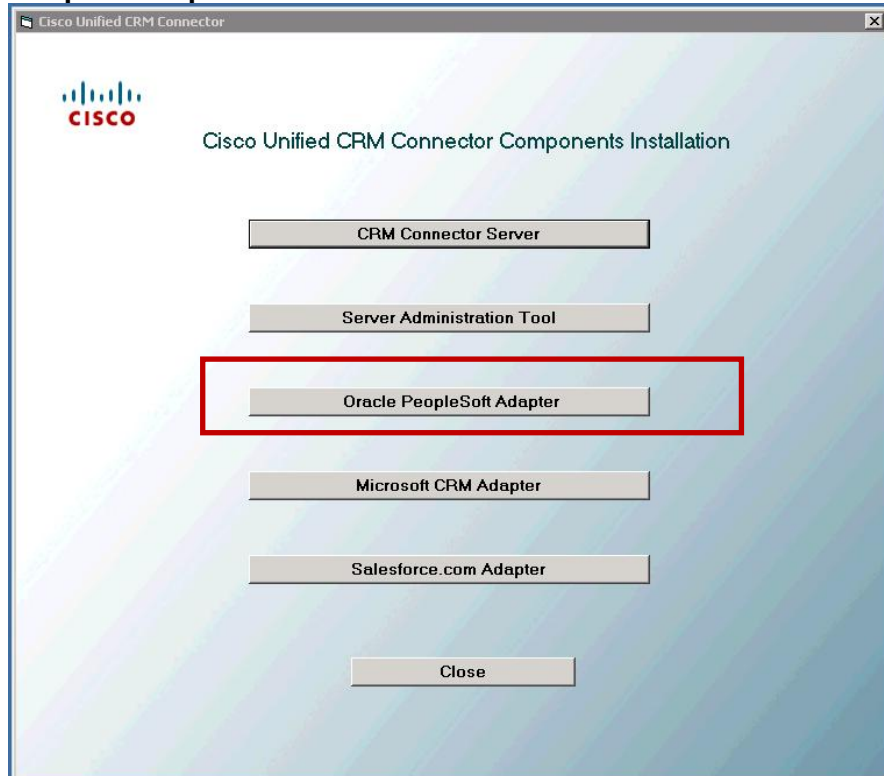 Cisco Unified CRM Connector
CISCO
Cisco Unified CRM Connector Components Installation
CRM Connector Server
Server Administration Tool
Oracle PeopleSoft Adapter
Microsoft CRM Adapter
Salesforce.com Adapter
Close